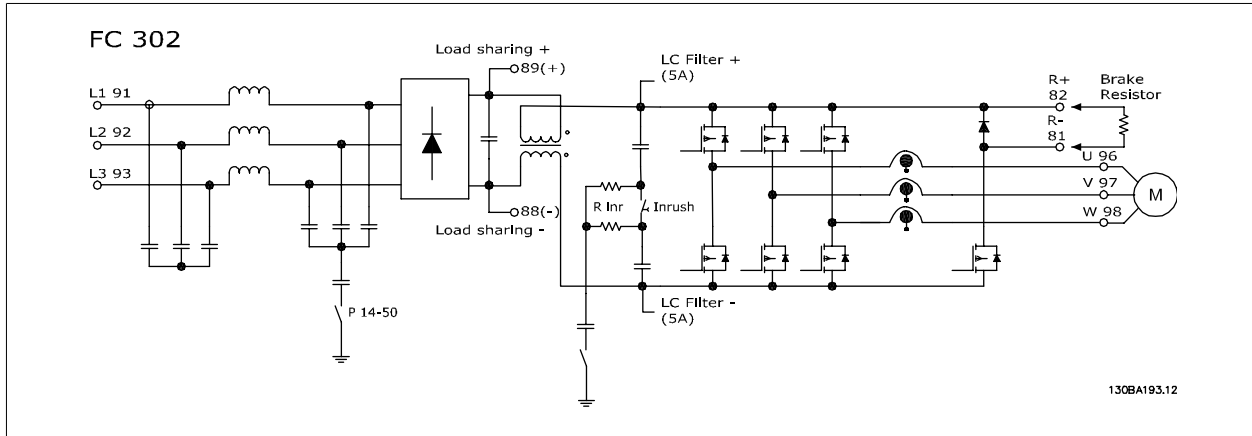 FC 302
L1 91
L2 92
L3 93
P 14-50
Load sharing +
89(+)
88(-)
Load sharing -
LC Filter +
(5A)
R Inr
Inrush
LC Filter -
(5A)
R+
82
Brake
Resistor
R-
81
U 96
V 97
W 98
M
130BA193.12